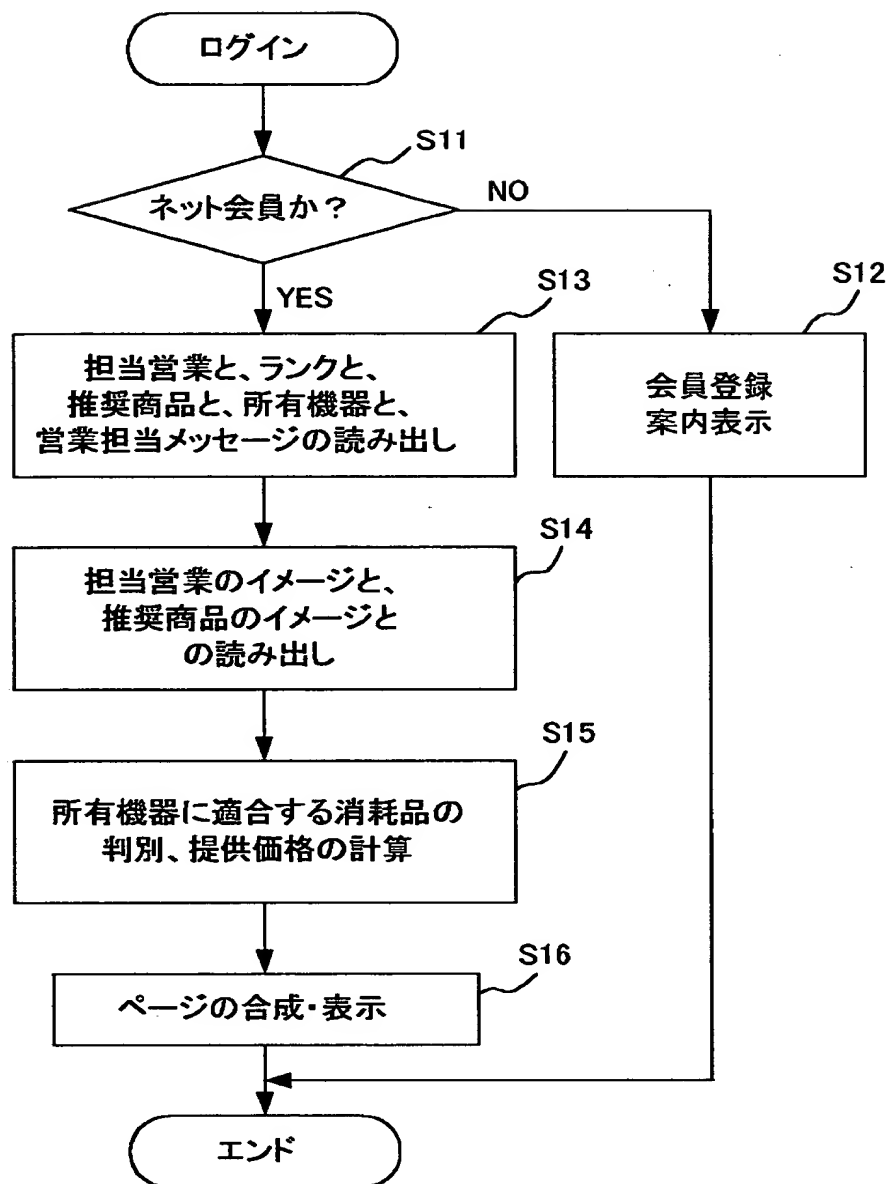 ログイン
S11
ネット会員か？
NO
YES
S13
担当営業と、ランクと、
推奨商品と、所有機器と、
営業担当メッセージの読み出し
S12
会員登録
案内表示
S14
担当営業のイメージと、
推奨商品のイメージと
の読み出し
S15
所有機器に適合する消耗品の
判別、提供価格の計算
S16
ページの合成・表示
エンド